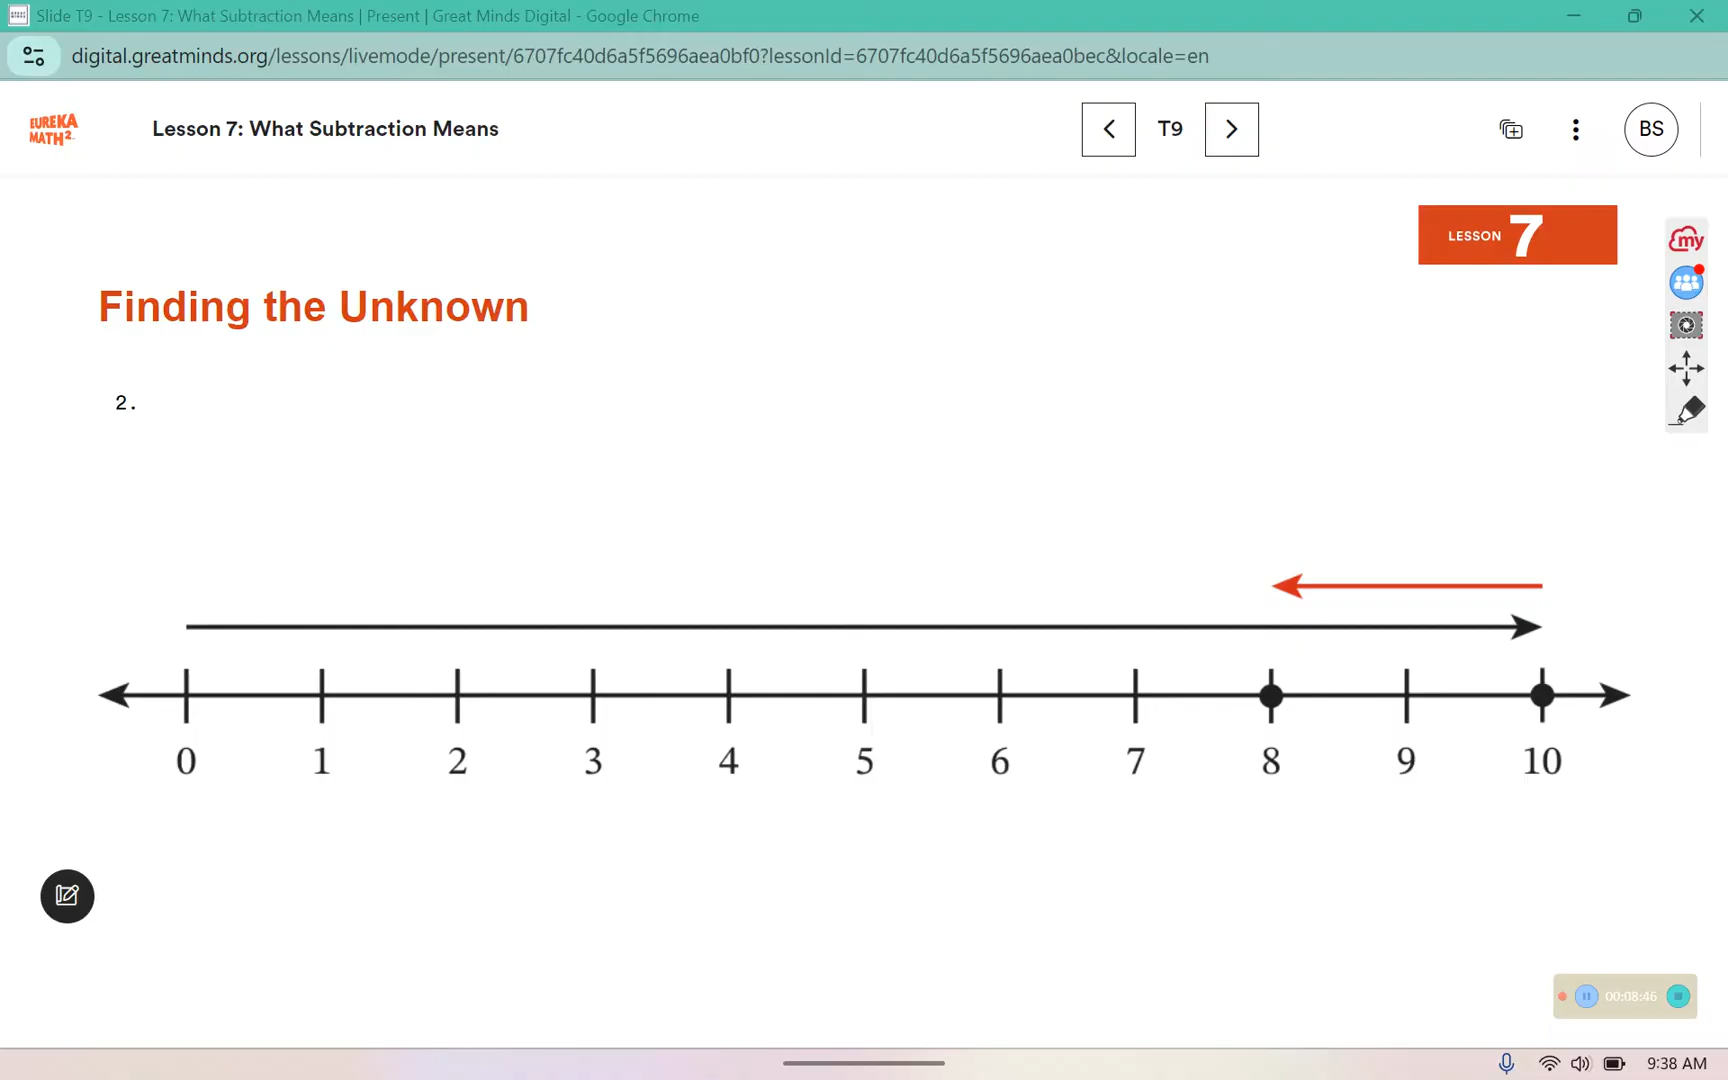 Slide T9 - Lesson 7: What Subtraction Means | Present | Great Minds Digital - Google Chrome
digital.greatminds.org/lessons/livemode/present/6707fc40d6a5f5696aea0bf0?lessonId=6707fc40d6a5f5696aea0bec&locale=en
EUREKA
MATH²
Lesson 7: What Subtraction Means
T9
BS
LESSON 7
my
Finding the Unknown
2.
0 1 2 3 4 5 6 7 8 9 10
00:08:46
9:38 AM